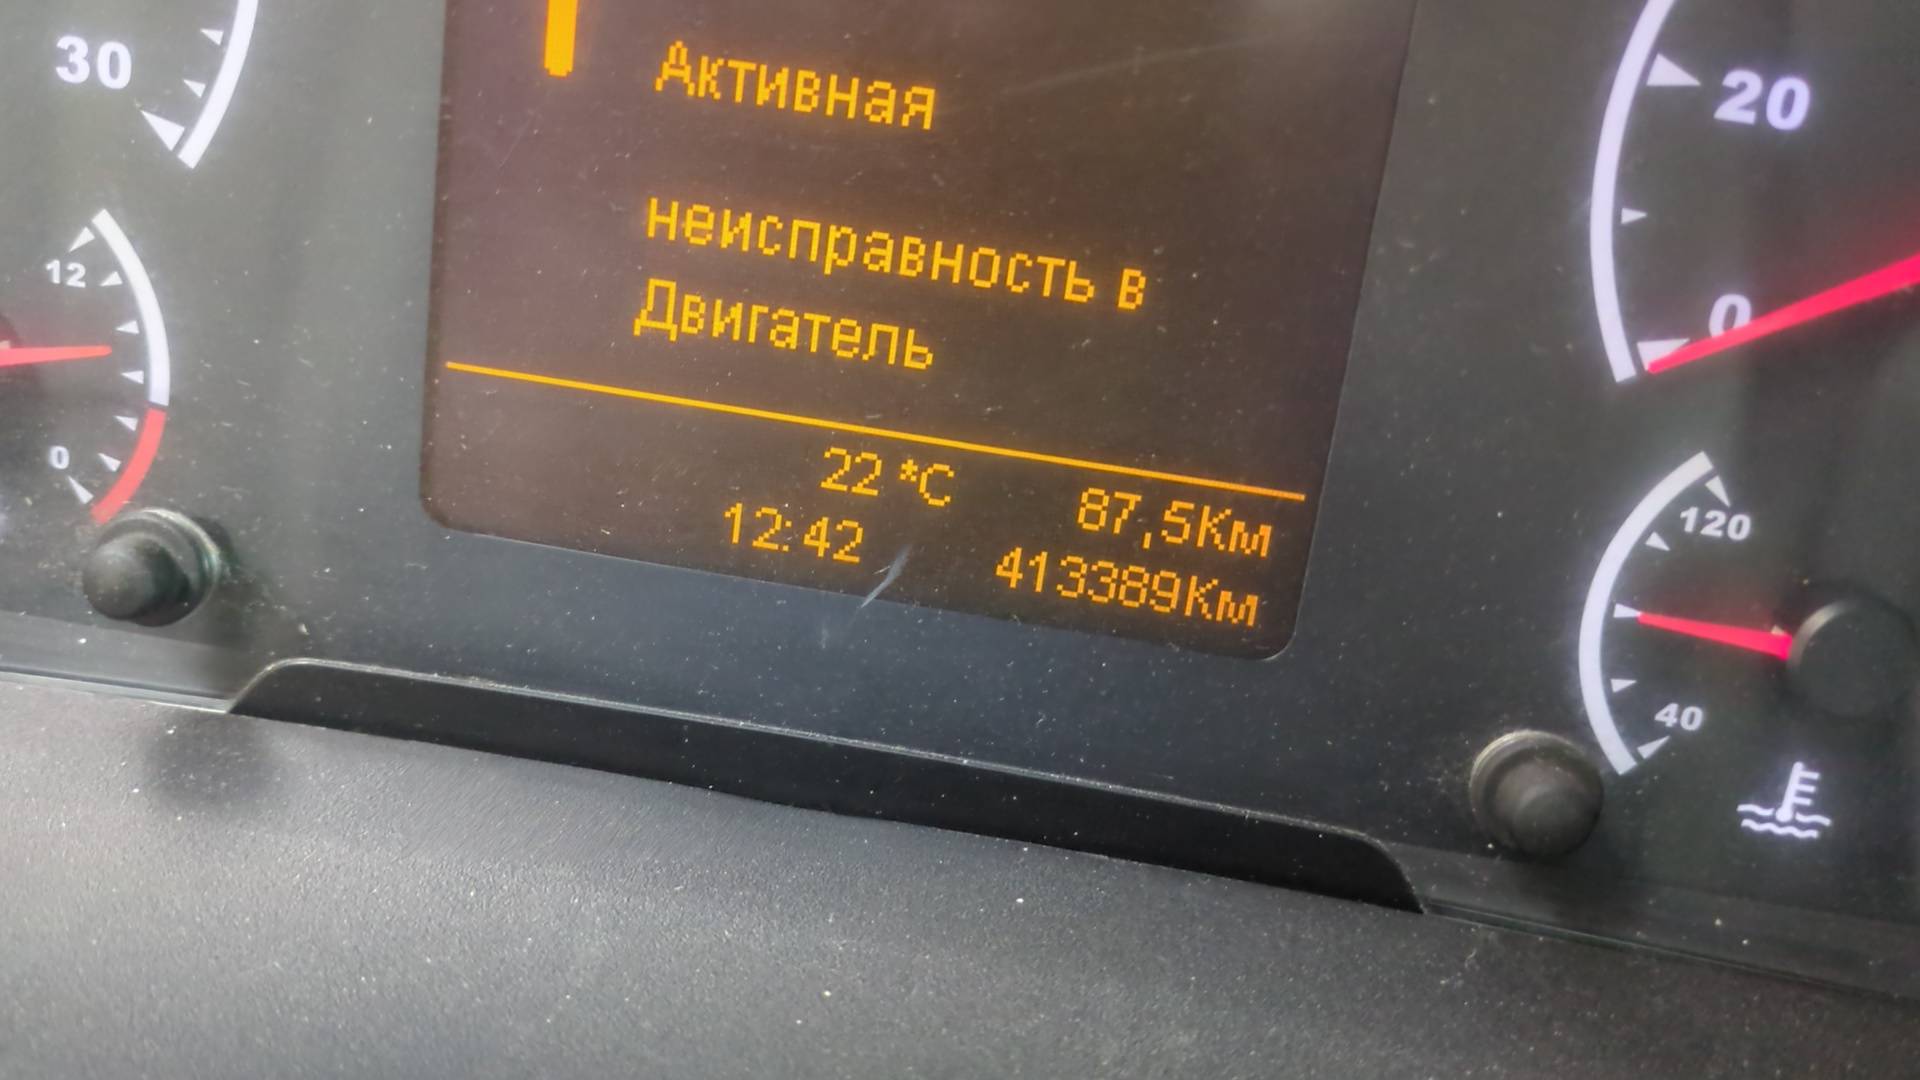 30
Активная
20
неисправность в
12
Двигатель
0
0
22 *C
87,5Км
12:42
413389Км
120
40